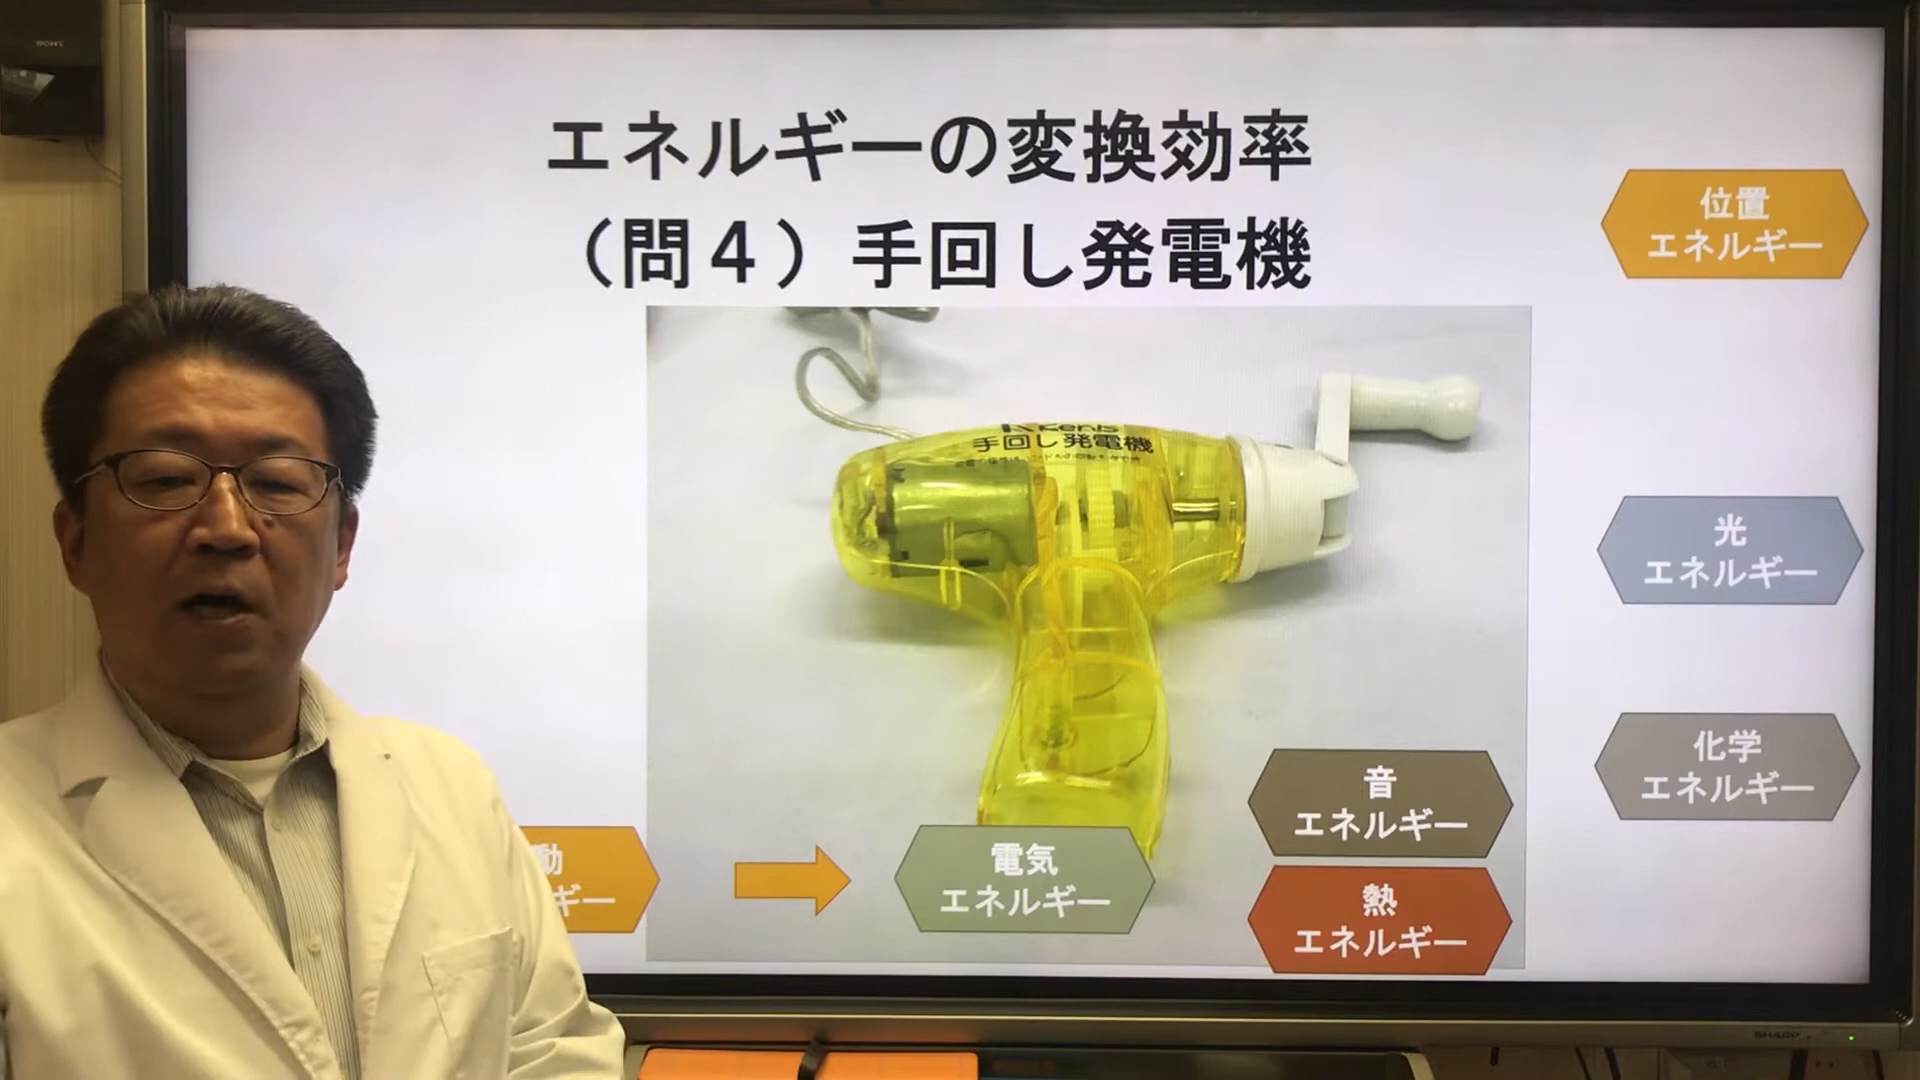 SONY
エネルギーの変換効率
（問４）手回し発電機
位置
エネルギー
Kenis
手回し発電機
光
エネルギー
化学
エネルギー
音
エネルギー
動
ギー
電気
エネルギー
熱
エネルギー
SHARP